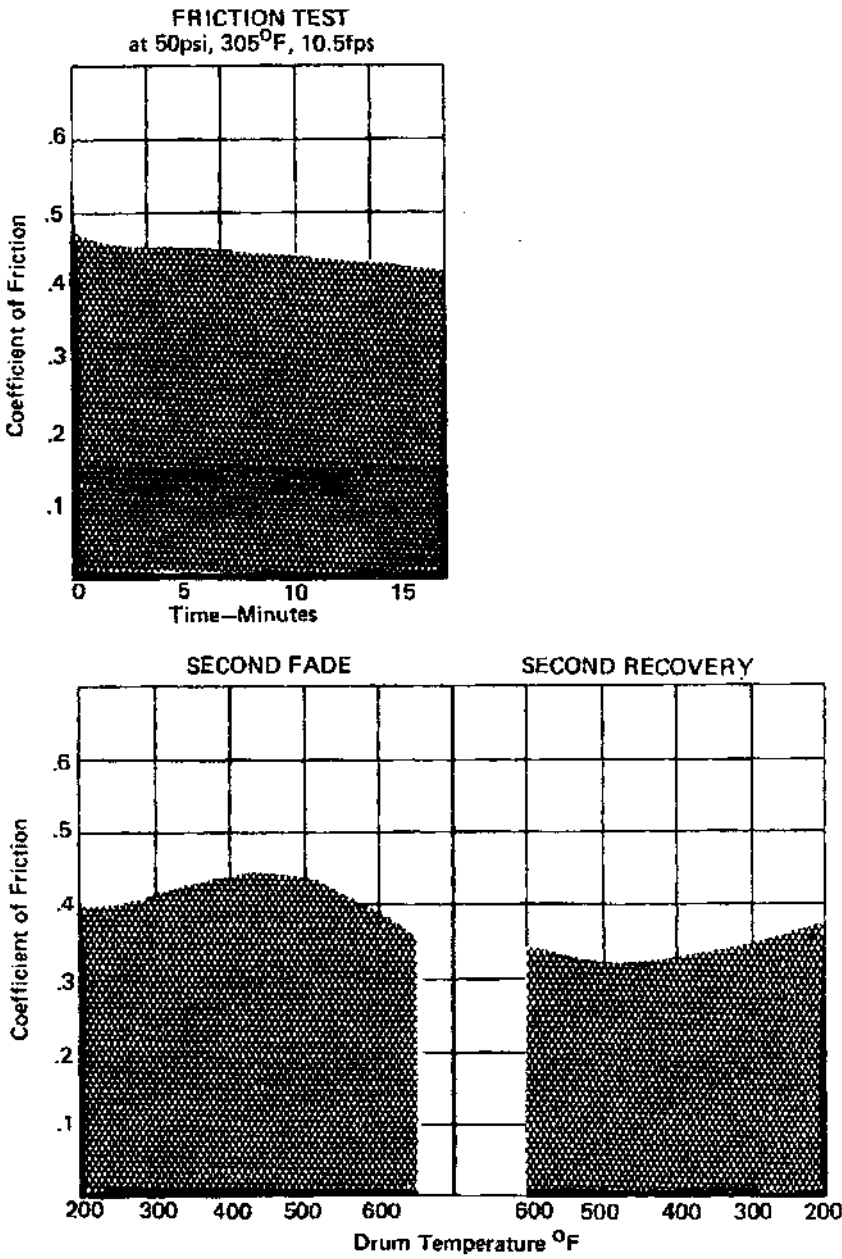 FRICTION TEST
at 50psi, 305°F, 10.5fps
Coefficient of Friction
.6
.5
.4
.3
.2
.1
0 5 10 15
Time—Minutes
SECOND FADE SECOND RECOVERY
Coefficient of Friction
.6
.5
.4
.3
.2
.1
200 300 400 500 600 600 500 400 300 200
Drum Temperature °F